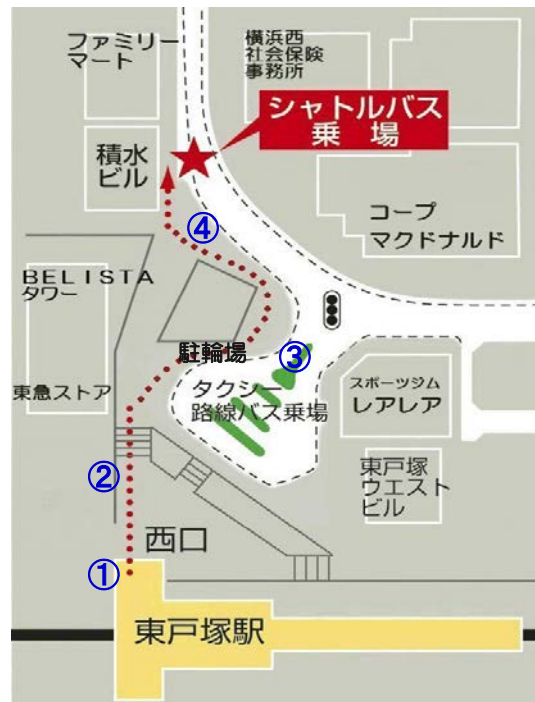 ファミリー
マート
横浜西
社会保険
事務所
シャトルバス
乗場
積水
ビル
コープ
マクドナルド
④
BELISTA
タワー
駐輪場
③
タクシー
路線バス乗場
スポーツジム
レアレア
東急ストア
②
東戸塚
ウエスト
ビル
西口
①
東戸塚駅